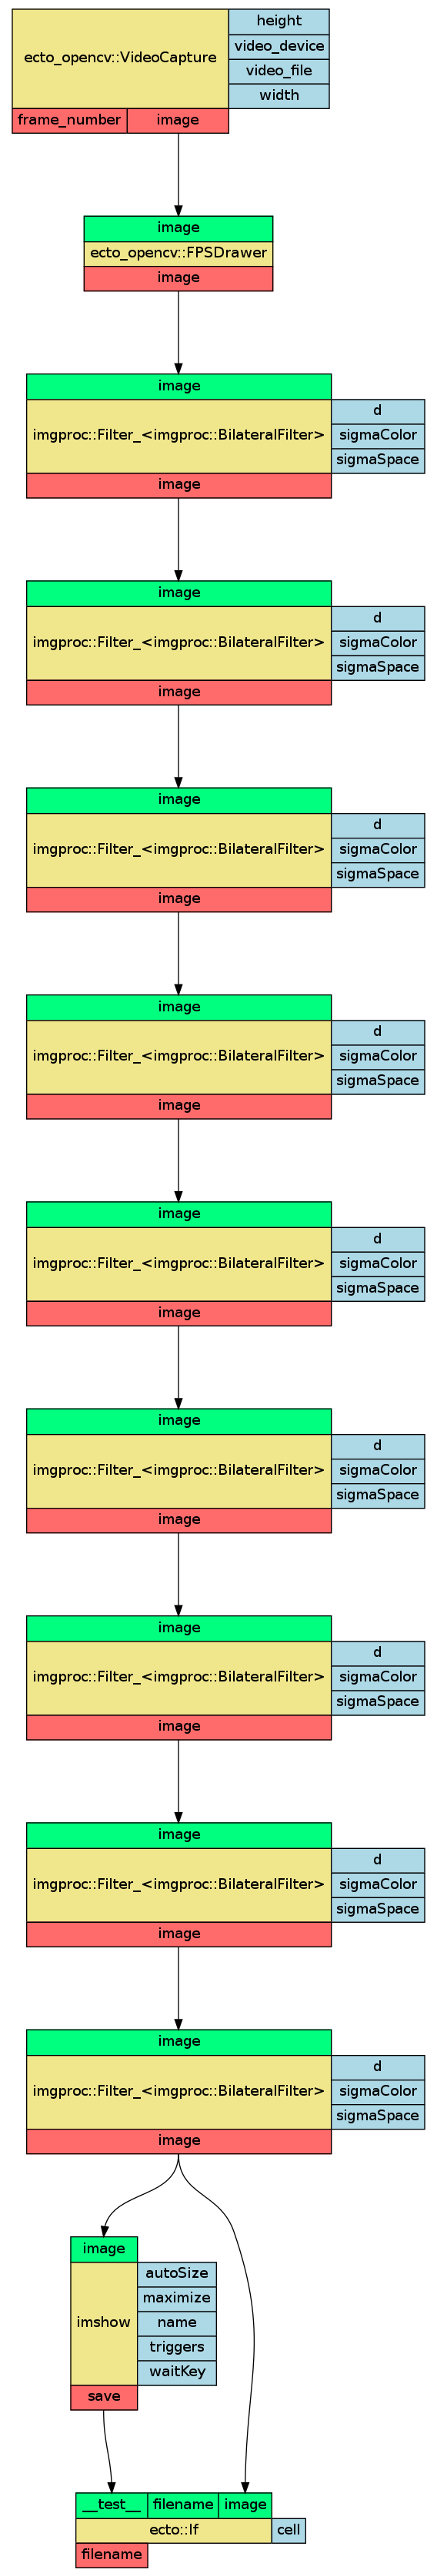 height
video_device
ecto_opencv::VideoCapture
video_file
width
frame_number image
image
ecto_opencv::FPSDrawer
image
image
d
imgproc::Filter_<imgproc::BilateralFilter> sigmaColor
sigmaSpace
image
image
d
imgproc::Filter_<imgproc::BilateralFilter> sigmaColor
sigmaSpace
image
image
d
imgproc::Filter_<imgproc::BilateralFilter> sigmaColor
sigmaSpace
image
image
d
imgproc::Filter_<imgproc::BilateralFilter> sigmaColor
sigmaSpace
image
image
d
imgproc::Filter_<imgproc::BilateralFilter> sigmaColor
sigmaSpace
image
image
d
imgproc::Filter_<imgproc::BilateralFilter> sigmaColor
sigmaSpace
image
image
d
imgproc::Filter_<imgproc::BilateralFilter> sigmaColor
sigmaSpace
image
image
d
imgproc::Filter_<imgproc::BilateralFilter> sigmaColor
sigmaSpace
image
image
d
imgproc::Filter_<imgproc::BilateralFilter> sigmaColor
sigmaSpace
image
image
autoSize
maximize
imshow name
triggers
waitKey
save
__test__ filename image
ecto::If cell
filename